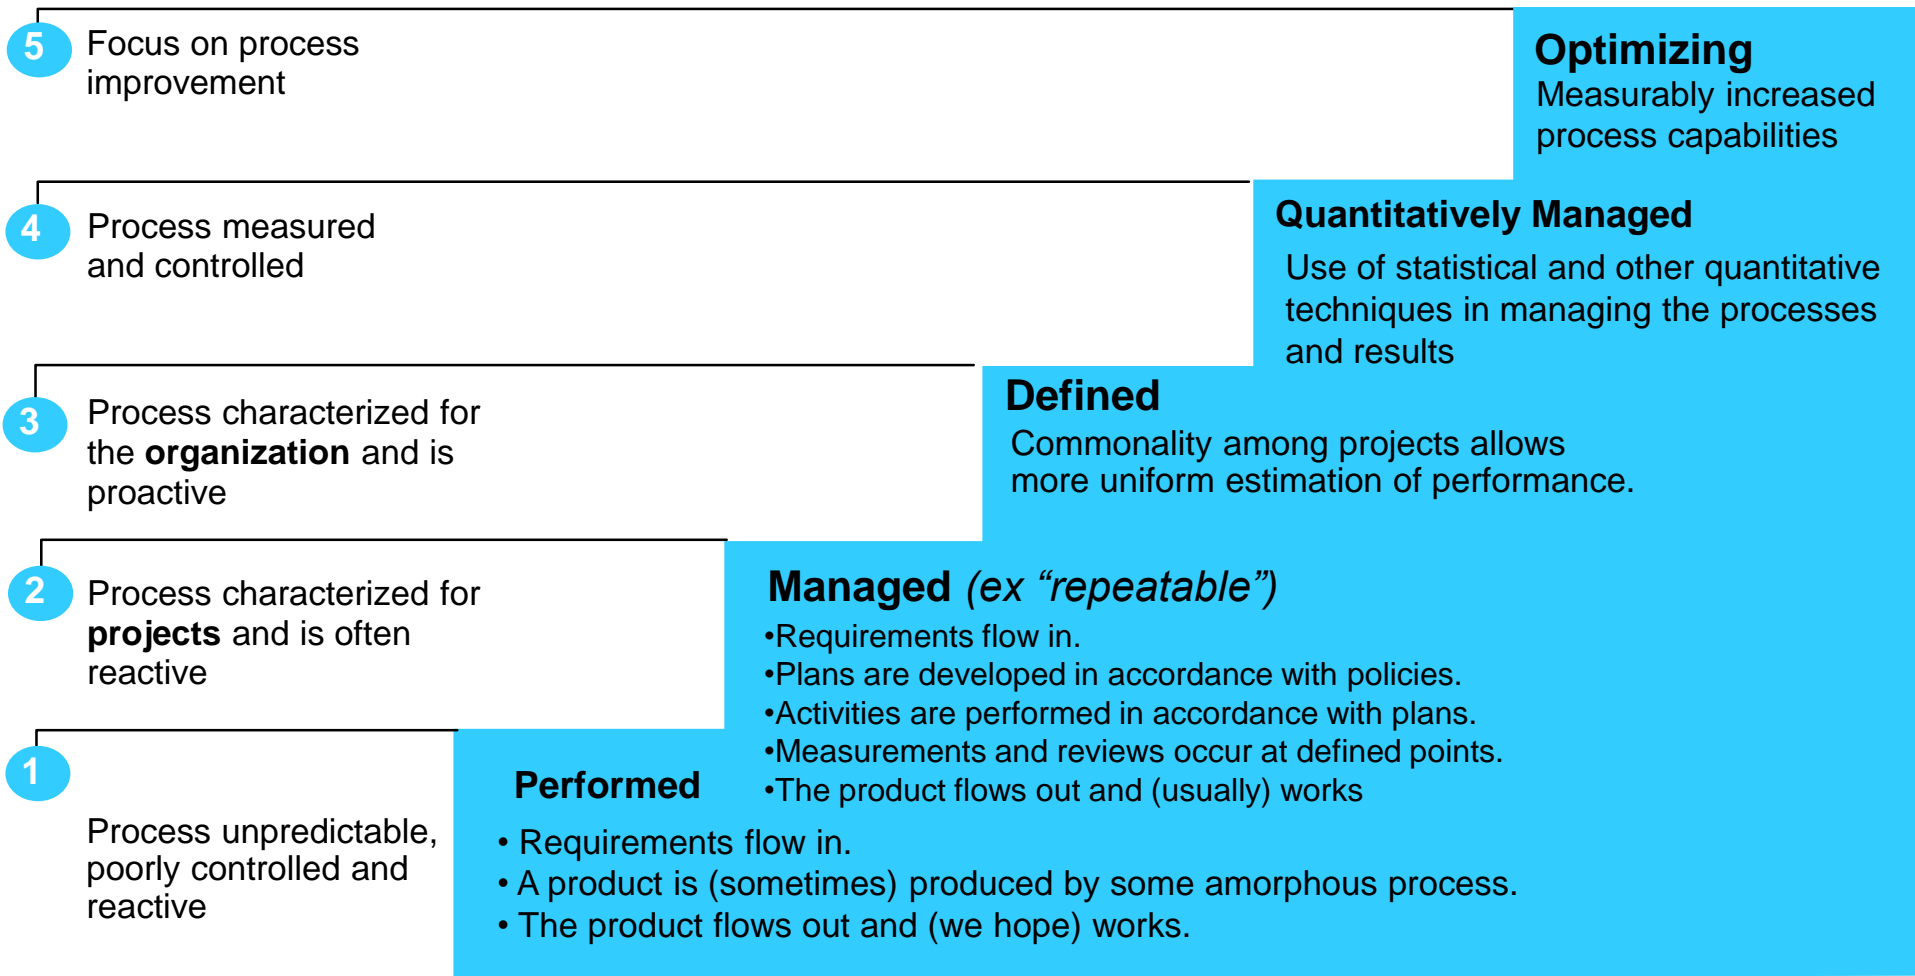 5
Focus on process
improvement
Optimizing
Measurably increased
process capabilities
4
Process measured
and controlled
Quantitatively Managed
Use of statistical and other quantitative
techniques in managing the processes
and results
3
Process characterized for
the organization and is
proactive
Defined
Commonality among projects allows
more uniform estimation of performance.
2
Process characterized for
projects and is often
reactive
Managed (ex “repeatable”)
•Requirements flow in.
•Plans are developed in accordance with policies.
•Activities are performed in accordance with plans.
•Measurements and reviews occur at defined points.
•The product flows out and (usually) works
1
Process unpredictable,
poorly controlled and
reactive
Performed
• Requirements flow in.
• A product is (sometimes) produced by some amorphous process.
• The product flows out and (we hope) works.